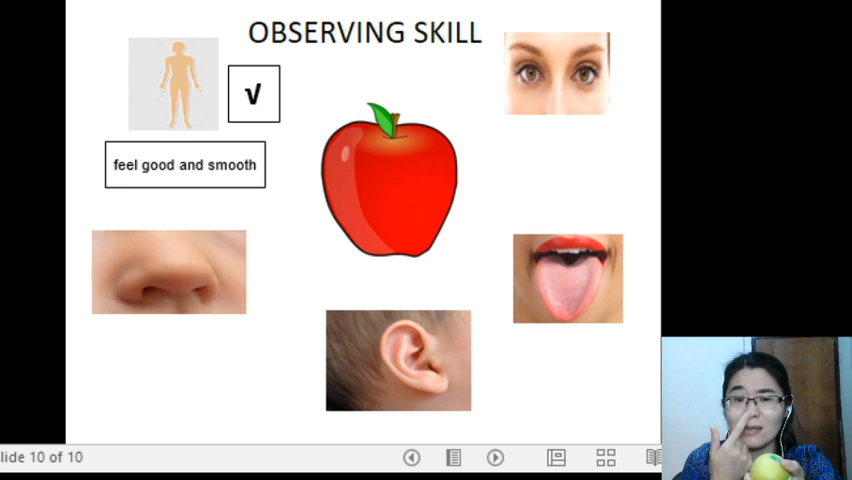 OBSERVING SKILL
√
feel good and smooth
lide 10 of 10